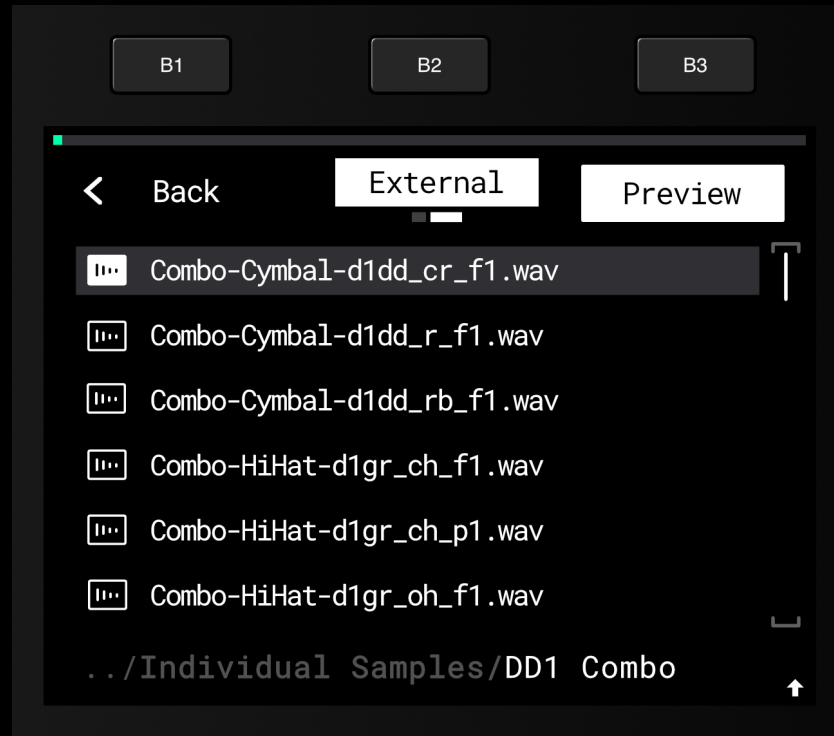 B1 B2 B3
Back External Preview
Combo-Cymbal-d1dd_cr_f1.wav
Combo-Cymbal-d1dd_r_f1.wav
Combo-Cymbal-d1dd_rb_f1.wav
Combo-HiHat-d1gr_ch_f1.wav
Combo-HiHat-d1gr_ch_p1.wav
Combo-HiHat-d1gr_oh_f1.wav
../Individual Samples/DD1 Combo